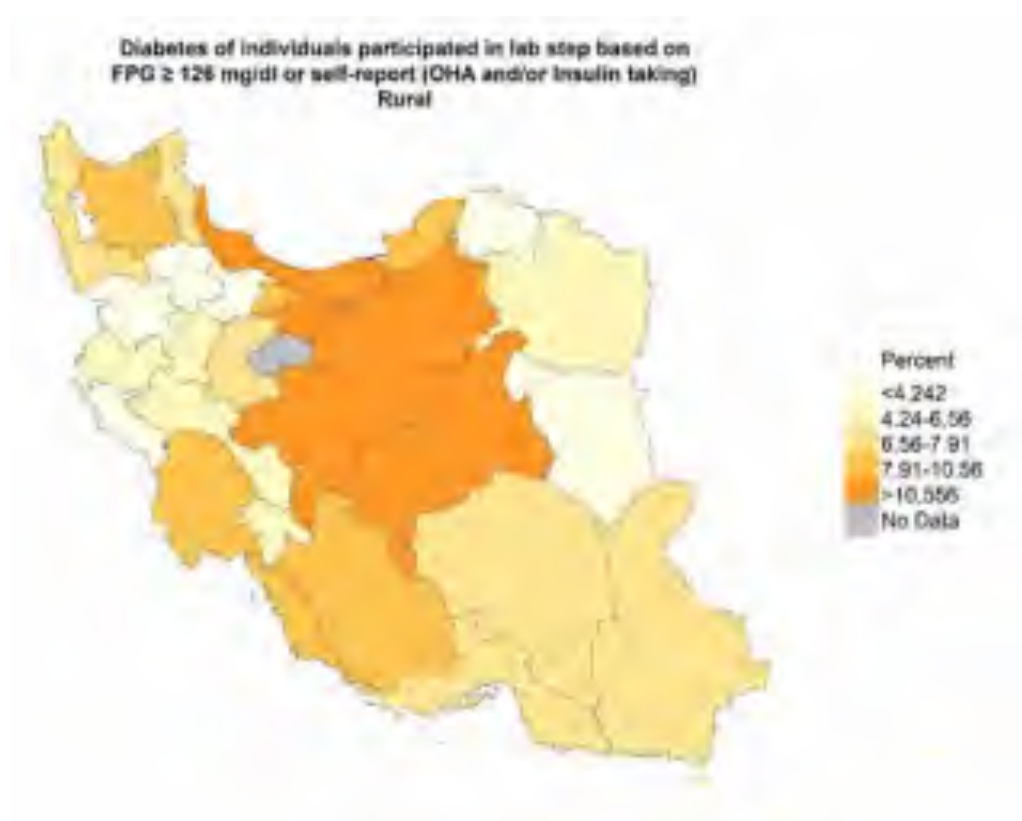 Diabetes of individuals participated in lab step based on
FPG ≥ 126 mg/dl or self-report (OHA and/or Insulin taking)
Rural
Percent
<4.242
4.24-6.56
6.56-7.91
7.91-10.56
>10.556
No Data